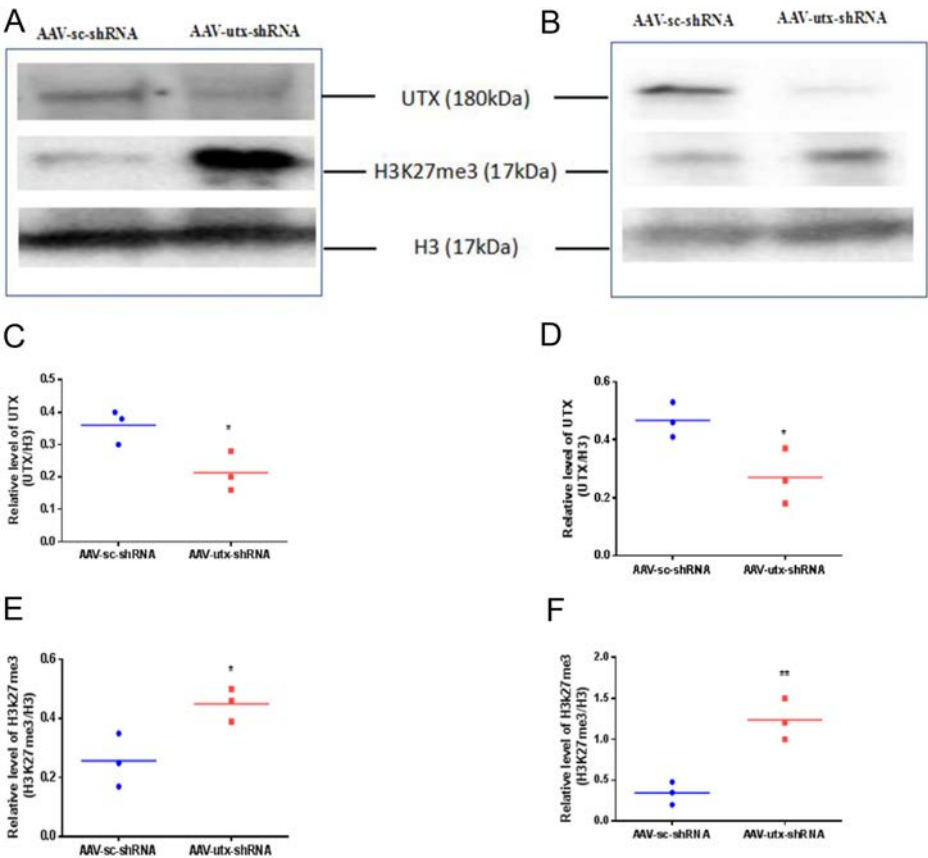 A
AAV-sc-shRNA AAV-utx-shRNA
B
AAV-sc-shRNA AAV-utx-shRNA
UTX (180kDa)
H3K27me3 (17kDa)
H3 (17kDa)
C
Relative level of UTX
(UTX/H3)
0.5
0.4
0.3
0.2
0.1
0.0
*
AAV-sc-shRNA AAV-utx-shRNA
D
Relative level of UTX
(UTX/H3)
0.6
0.4
0.2
0.0
*
AAV-sc-shRNA AAV-utx-shRNA
E
Relative level of H3k27me3
(H3K27me3/H3)
0.6
0.4
0.2
0.0
*
AAV-sc-shRNA AAV-utx-shRNA
F
Relative level of H3k27me3
(H3K27me3/H3)
2.0
1.5
1.0
0.5
0.0
**
AAV-sc-shRNA AAV-utx-shRNA